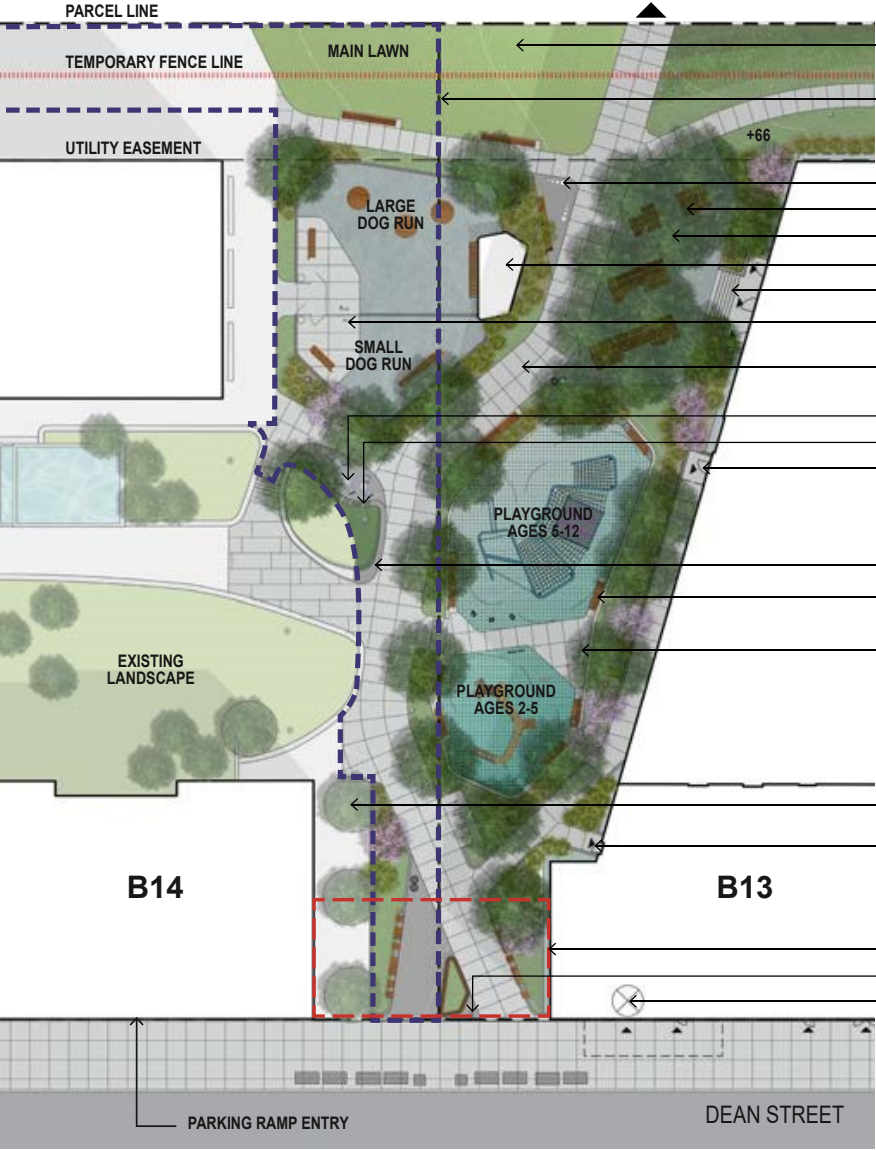 PARCEL LINE
MAIN LAWN
TEMPORARY FENCE LINE
+66
UTILITY EASEMENT
LARGE
DOG RUN
SMALL
DOG RUN
PLAYGROUND
AGES 5-12
EXISTING
LANDSCAPE
PLAYGROUND
AGES 2-5
B14
B13
DEAN STREET
PARKING RAMP ENTRY